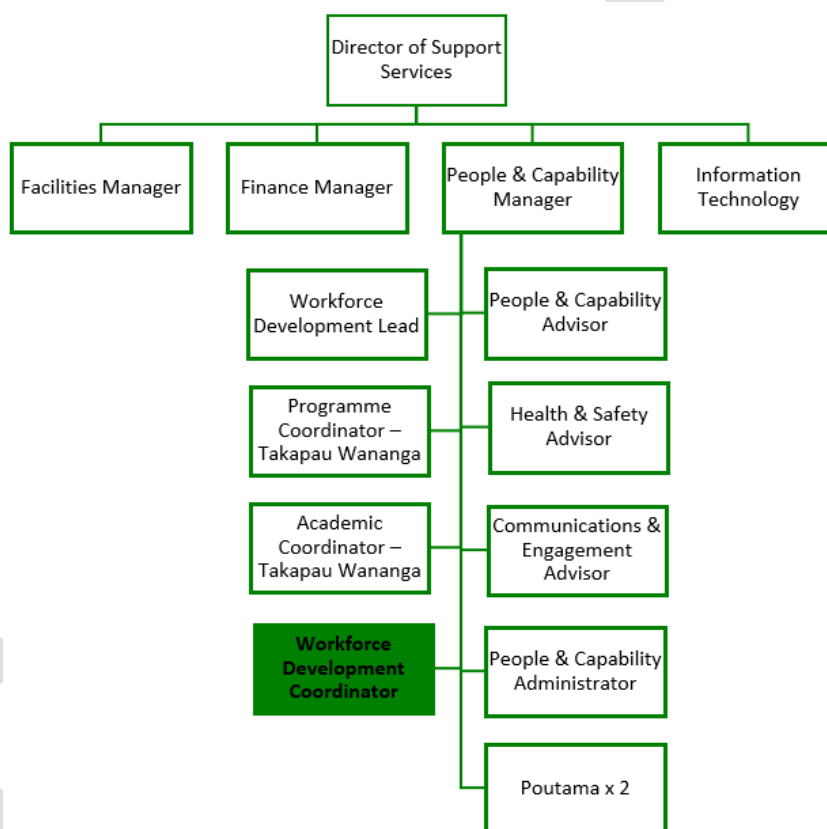 Director of Support
Services
Facilities Manager
Finance Manager
People & Capability
Manager
Information
Technology
Workforce
Development Lead
People & Capability
Advisor
Programme
Coordinator –
Takapau Wananga
Health & Safety
Advisor
Academic
Coordinator –
Takapau Wananga
Communications &
Engagement
Advisor
Workforce
Development
Coordinator
People & Capability
Administrator
Poutama x 2